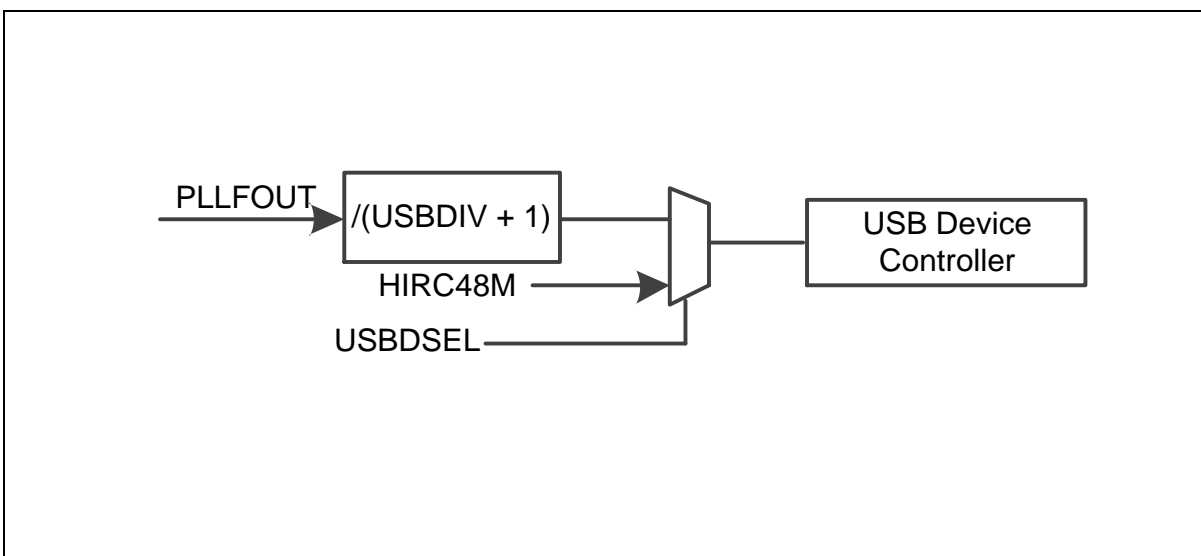 PLLFOUT
/(USBDIV + 1)
HIRC48M
USBDSEL
USB Device
Controller